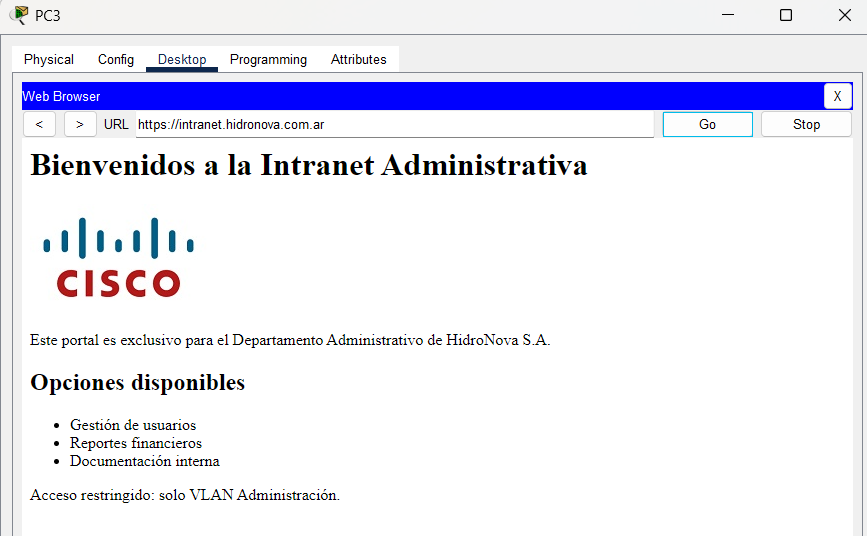 PC3
Physical Config Desktop Programming Attributes
Web Browser X
< > URL https://intranet.hidronova.com.ar Go Stop
Bienvenidos a la Intranet Administrativa
CISCO
Este portal es exclusivo para el Departamento Administrativo de HidroNova S.A.
Opciones disponibles
• Gestión de usuarios
• Reportes financieros
• Documentación interna
Acceso restringido: solo VLAN Administración.